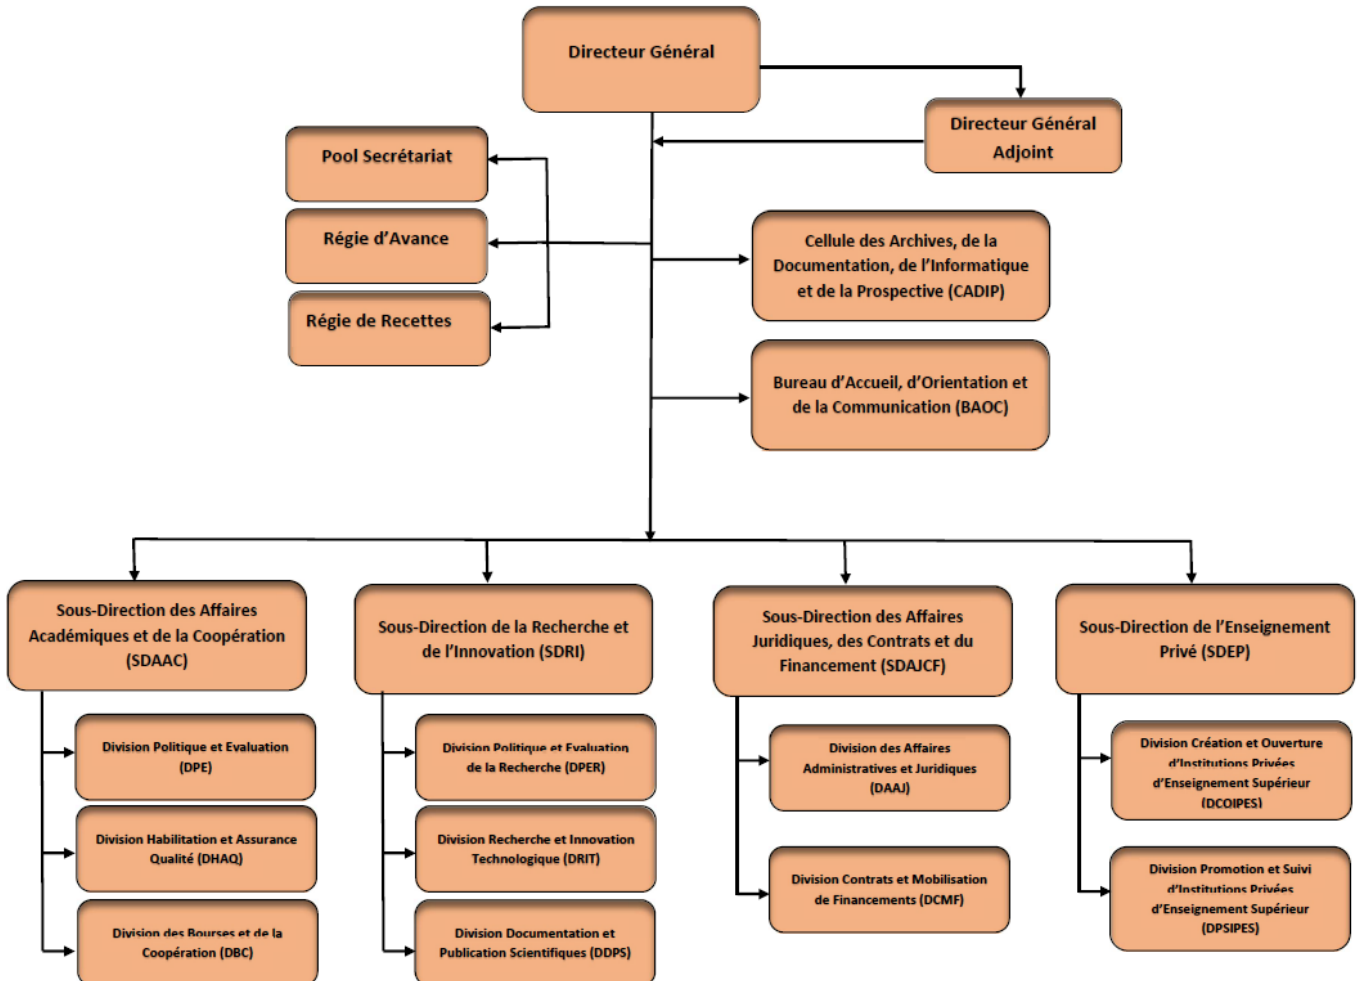 Directeur Général
Directeur Général
Adjoint
Pool Secrétariat
Régie d’Avance
Régie de Recettes
Cellule des Archives, de la
Documentation, de l’Informatique
et de la Prospective (CADIP)
Bureau d’Accueil, d’Orientation et
de la Communication (BAOC)
Sous-Direction des Affaires
Académiques et de la Coopération
(SDAAC)
Sous-Direction de la Recherche et
de l’Innovation (SDRI)
Sous-Direction des Affaires
Juridiques, des Contrats et du
Financement (SDAJCF)
Sous-Direction de l’Enseignement
Privé (SDEP)
Division Politique et Evaluation
(DPE)
Division Habilitation et Assurance
Qualité (DHAQ)
Division des Bourses et de la
Coopération (DBC)
Division Politique et Evaluation
de la Recherche (DPER)
Division Recherche et Innovation
Technologique (DRIT)
Division Documentation et
Publication Scientifiques (DDPS)
Division des Affaires
Administratives et Juridiques
(DAAJ)
Division Contrats et Mobilisation
de Financements (DCMF)
Division Création et Ouverture
d’Institutions Privées
d’Enseignement Supérieur
(DCOIPES)
Division Promotion et Suivi
d’Institutions Privées
d’Enseignement Supérieur
(DPSIPES)